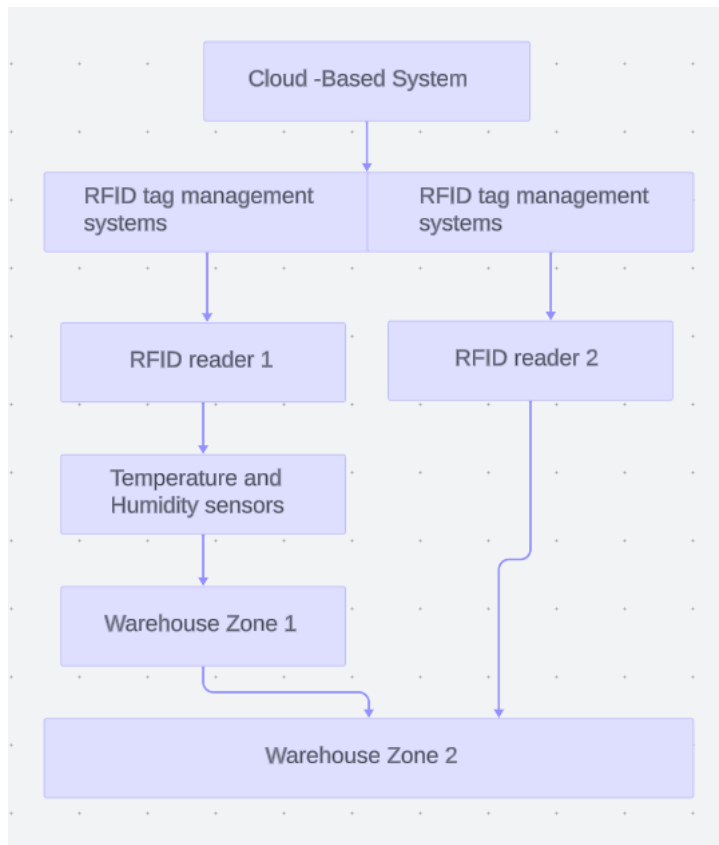 Cloud -Based System
RFID tag management
systems
RFID tag management
systems
RFID reader 1
RFID reader 2
Temperature and
Humidity sensors
Warehouse Zone 1
Warehouse Zone 2